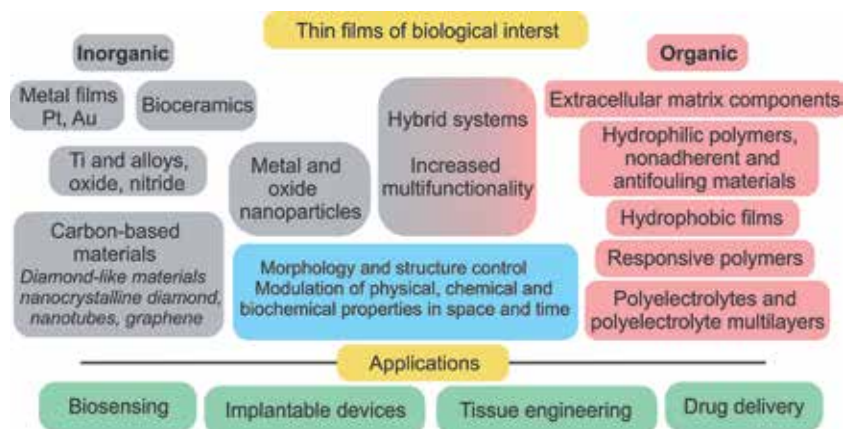 Thin films of biological interst
Inorganic
Organic
Metal films
Pt, Au
Bioceramics
Ti and alloys,
oxide, nitride
Metal and
oxide
nanoparticles
Carbon-based
materials
Diamond-like materials
nanocrystalline diamond,
nanotubes, graphene
Hybrid systems
Increased
multifunctionality
Extracellular matrix components
Hydrophilic polymers,
nonadherent and
antifouling materials
Hydrophobic films
Responsive polymers
Polyelectrolytes and
polyelectrolyte multilayers
Morphology and structure control
Modulation of physical, chemical and
biochemical properties in space and time
Applications
Biosensing
Implantable devices
Tissue engineering
Drug delivery